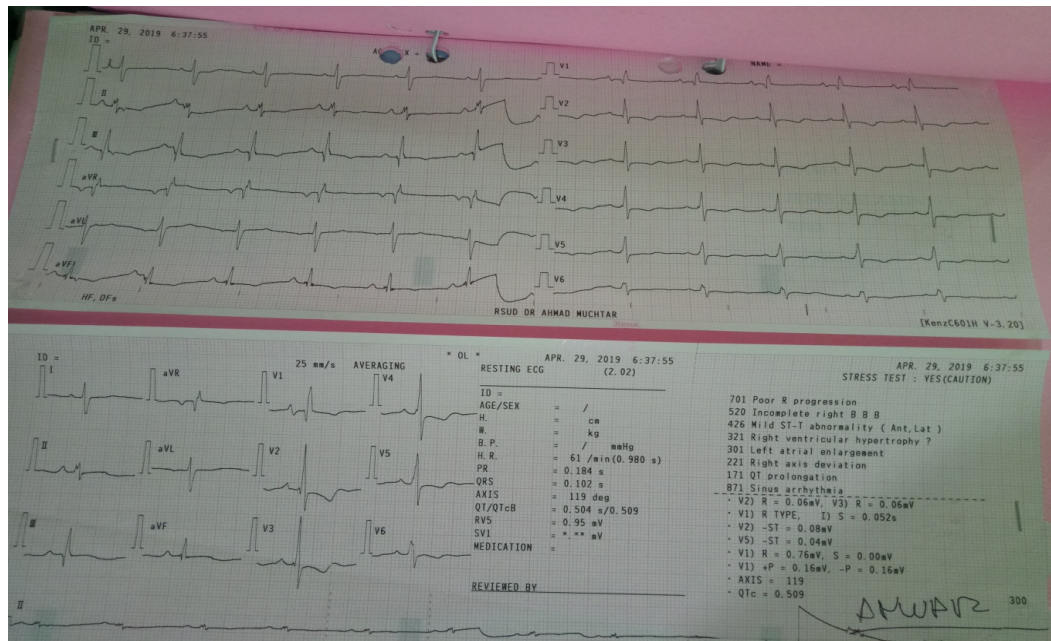 APR. 29, 2019 6:37:55
ID =
NAME =
I
II
III
aVR
aVL
aVF
V1
V2
V3
V4
V5
V6
HF, DFs
RSUD DR AHMAD MUCHTAR
[KenzC601H V-3.20]
ID =
25 mm/s AVERAGING
I
aVR
V1
V4
II
aVL
V2
V5
III
aVF
V3
V6
II
* OL * APR. 29, 2019 6:37:55
RESTING ECG (2.02)
ID =
AGE/SEX = /
H. = cm
W. = kg
B.P. = / mmHg
H.R. = 61 /min(0.980 s)
PR = 0.184 s
QRS = 0.102 s
AXIS = 119 deg
QT/QTcB = 0.504 s/0.509
RV5 = 0.95 mV
SV1 = *.** mV
MEDICATION =
REVIEWED BY
APR. 29, 2019 6:37:55
STRESS TEST : YES(CAUTION)
701 Poor R progression
520 Incomplete right B B B
426 Mild ST-T abnormality ( Ant,Lat )
321 Right ventricular hypertrophy ?
301 Left atrial enlargement
221 Right axis deviation
171 QT prolongation
871 Sinus arrhythmia
- V2) R = 0.06mV, V3) R = 0.06mV
- V1) R TYPE, I) S = 0.052s
- V2) -ST = 0.08mV
- V5) -ST = 0.04mV
- V1) R = 0.76mV, S = 0.00mV
- V1) +P = 0.16mV, -P = 0.16mV
- AXIS = 119
- QTc = 0.509
300